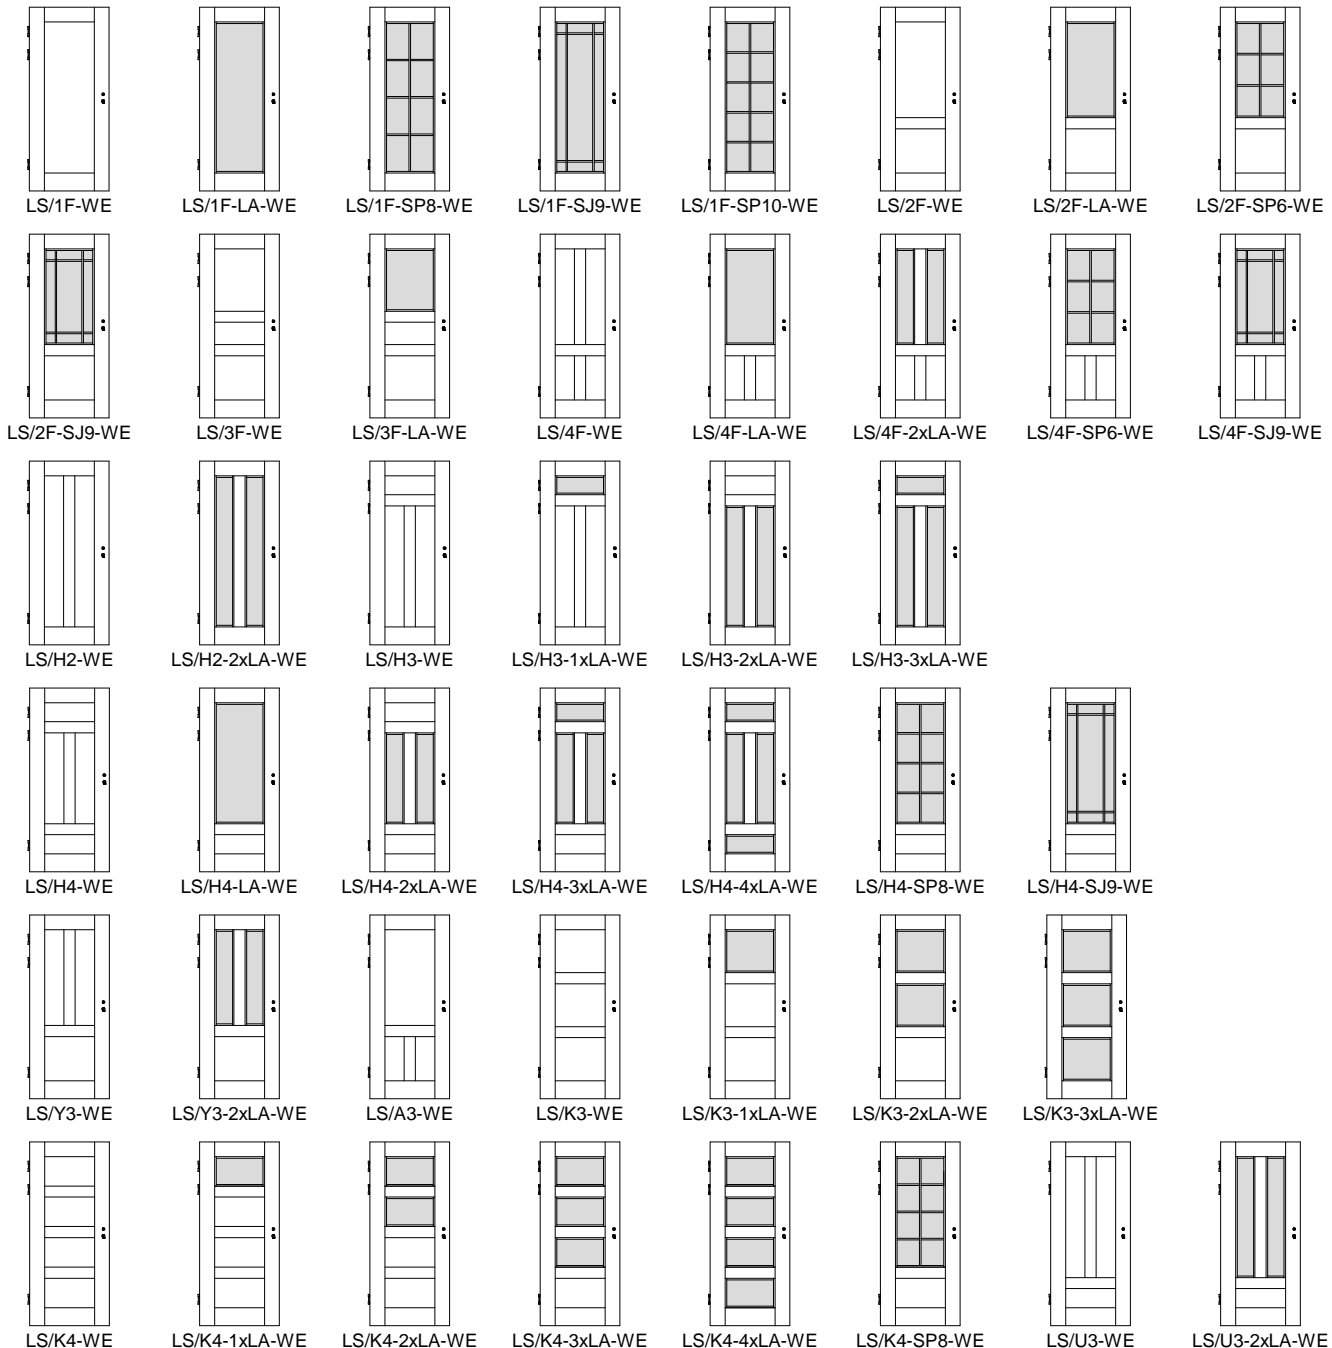 LS/1F-WE LS/1F-LA-WE LS/1F-SP8-WE LS/1F-SJ9-WE LS/1F-SP10-WE LS/2F-WE LS/2F-LA-WE LS/2F-SP6-WE
LS/2F-SJ9-WE LS/3F-WE LS/3F-LA-WE LS/4F-WE LS/4F-LA-WE LS/4F-2xLA-WE LS/4F-SP6-WE LS/4F-SJ9-WE
LS/H2-WE LS/H2-2xLA-WE LS/H3-WE LS/H3-1xLA-WE LS/H3-2xLA-WE LS/H3-3xLA-WE
LS/H4-WE LS/H4-LA-WE LS/H4-2xLA-WE LS/H4-3xLA-WE LS/H4-4xLA-WE LS/H4-SP8-WE LS/H4-SJ9-WE
LS/Y3-WE LS/Y3-2xLA-WE LS/A3-WE LS/K3-WE LS/K3-1xLA-WE LS/K3-2xLA-WE LS/K3-3xLA-WE
LS/K4-WE LS/K4-1xLA-WE LS/K4-2xLA-WE LS/K4-3xLA-WE LS/K4-4xLA-WE LS/K4-SP8-WE LS/U3-WE LS/U3-2xLA-WE